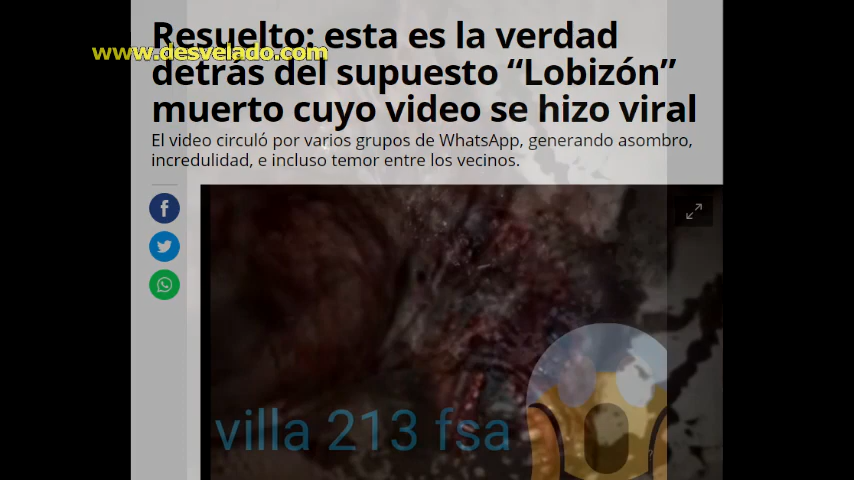 Resuelto: esta es la verdad
www.desvelado.com
detrás del supuesto “Lobizón”
muerto cuyo video se hizo viral
El video circuló por varios grupos de WhatsApp, generando asombro,
incredulidad, e incluso temor entre los vecinos.
villa 213 fsa